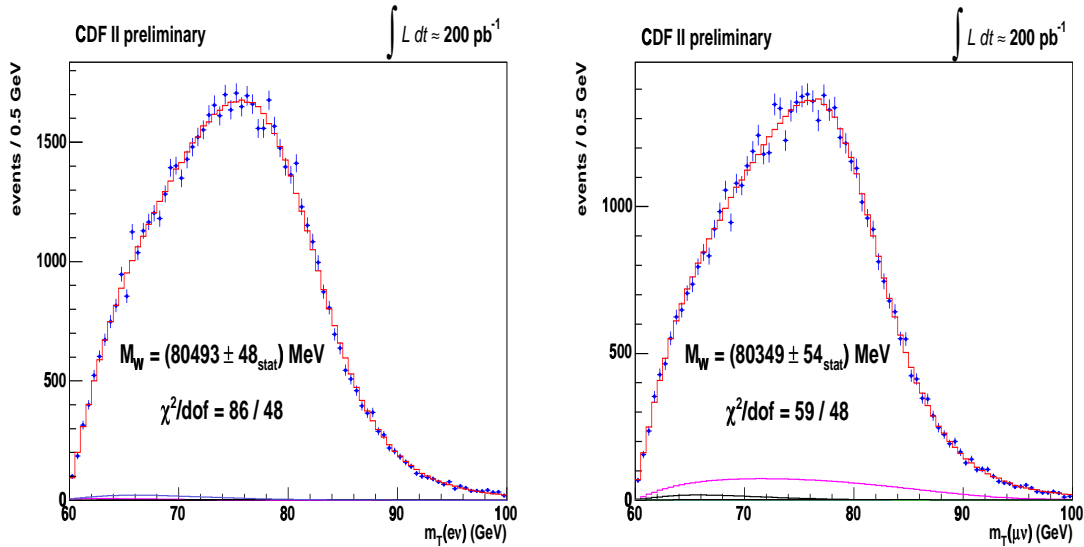 CDF II preliminary
∫ L dt ≈ 200 pb⁻¹
events / 0.5 GeV
1500
1000
500
0
M_W = (80493 ± 48_stat) MeV
χ²/dof = 86 / 48
60 70 80 90 100
m_T(eν) (GeV)
CDF II preliminary
∫ L dt ≈ 200 pb⁻¹
events / 0.5 GeV
1000
500
0
M_W = (80349 ± 54_stat) MeV
χ²/dof = 59 / 48
60 70 80 90 100
m_T(μν) (GeV)